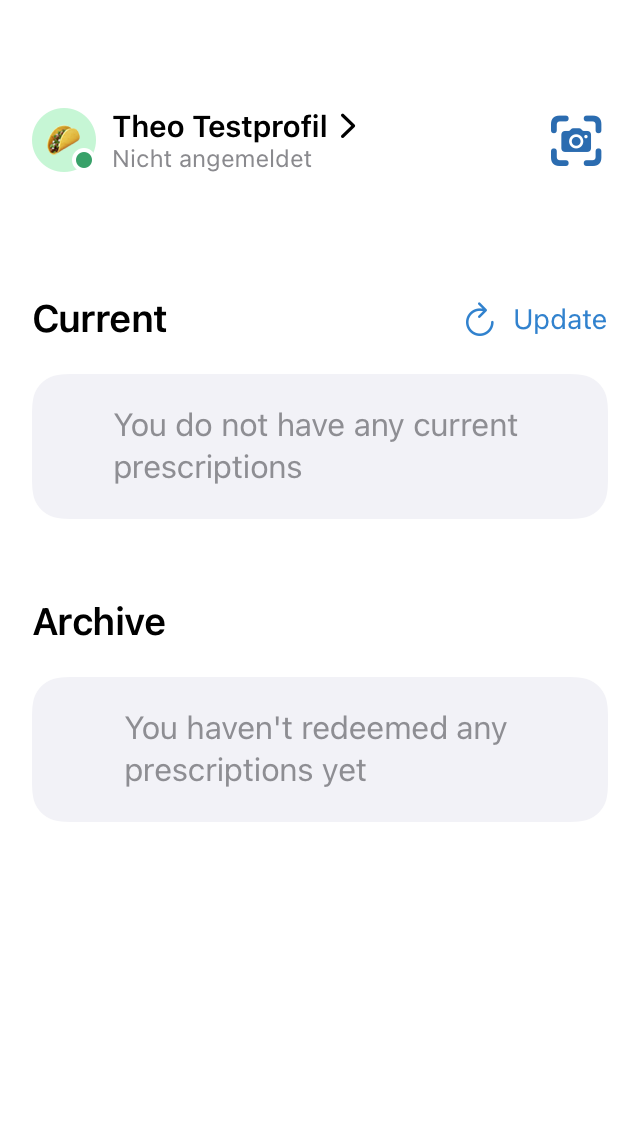 Theo Testprofil
Nicht angemeldet
Current
Update
You do not have any current
prescriptions
Archive
You haven't redeemed any
prescriptions yet